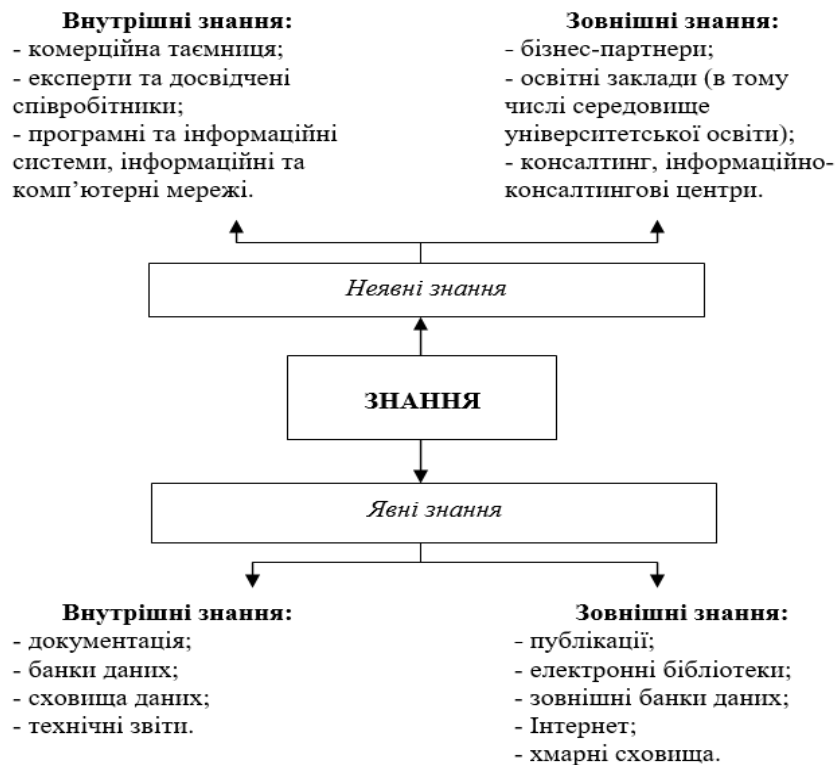 Внутрішні знання:
- комерційна таємниця;
- експерти та досвідчені
співробітники;
- програмні та інформаційні
системи, інформаційні та
комп’ютерні мережі.
Зовнішні знання:
- бізнес-партнери;
- освітні заклади (в тому
числі середовище
університетської освіти);
- консалтинг, інформаційно-
консалтингові центри.
Неявні знання
ЗНАННЯ
Явні знання
Внутрішні знання:
- документація;
- банки даних;
- сховища даних;
- технічні звіти.
Зовнішні знання:
- публікації;
- електронні бібліотеки;
- зовнішні банки даних;
- Інтернет;
- хмарні сховища.